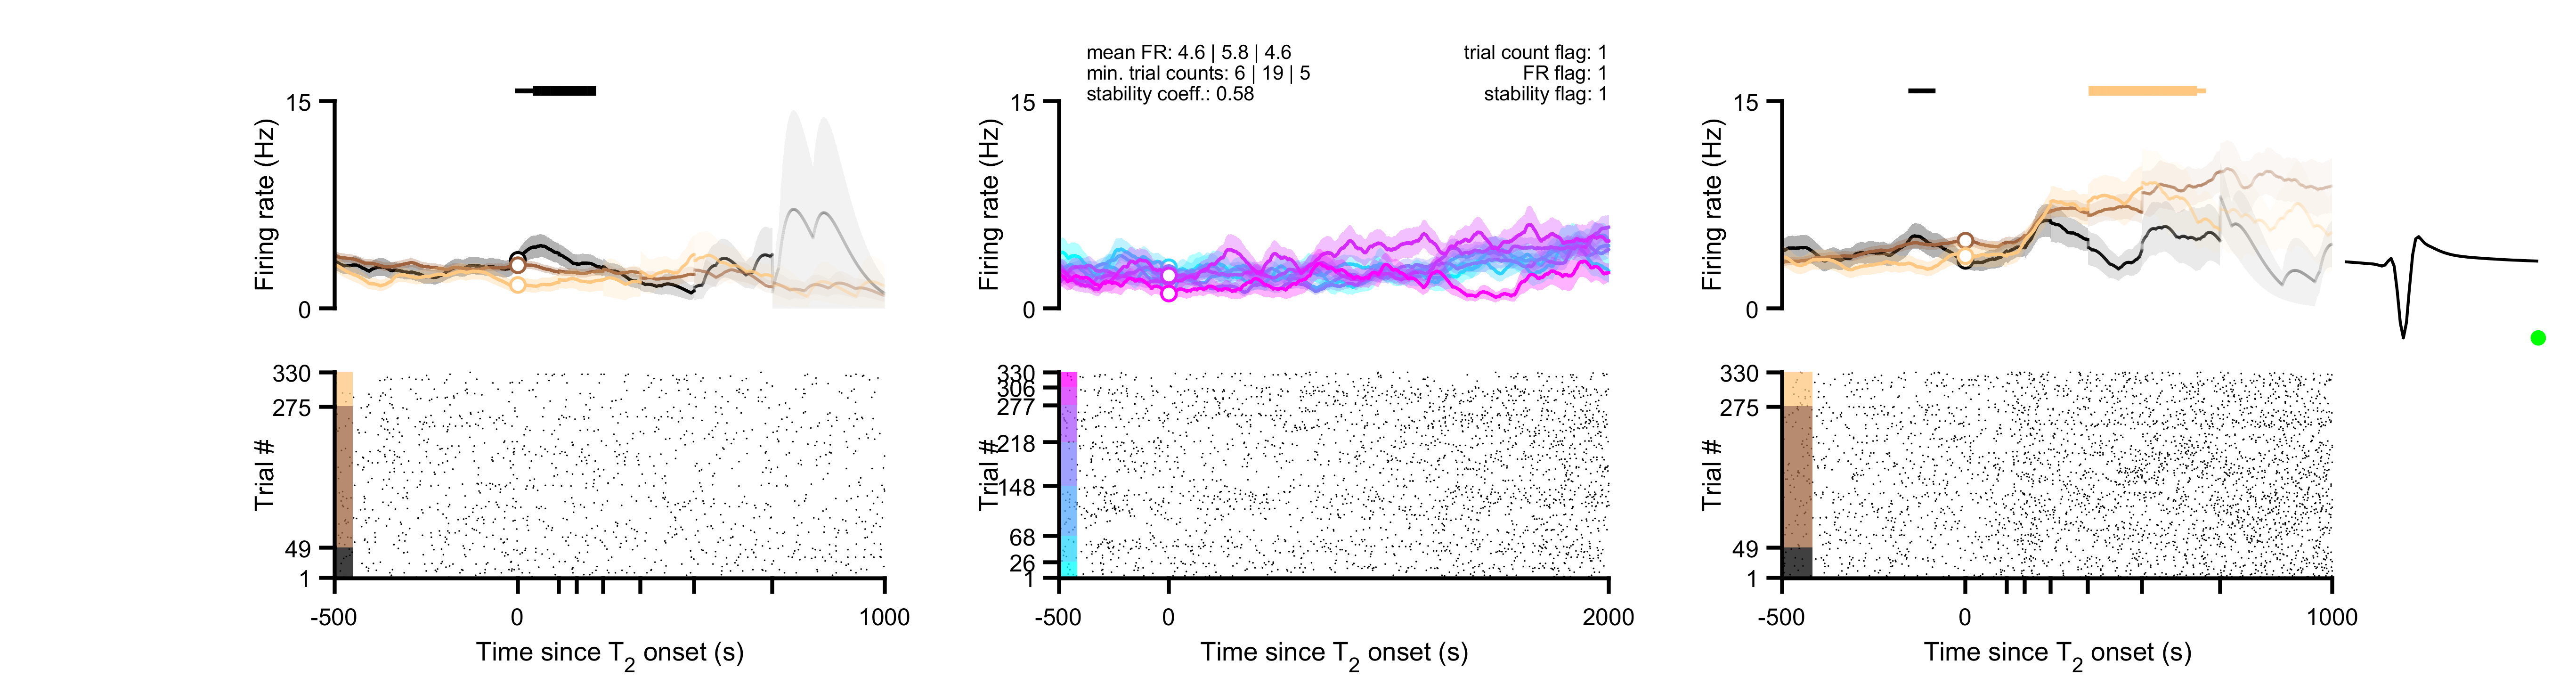 mean FR: 4.6 | 5.8 | 4.6
min. trial counts: 6 | 19 | 5
stability coeff.: 0.58
trial count flag: 1
FR flag: 1
stability flag: 1
15
Firing rate (Hz)
0
15
Firing rate (Hz)
0
15
Firing rate (Hz)
0
330
275
Trial #
49
1
-500
0
1000
Time since T2 onset (s)
330
306
277
218
Trial #
148
68
26
1
-500
0
2000
Time since T2 onset (s)
330
275
Trial #
49
1
-500
0
1000
Time since T2 onset (s)